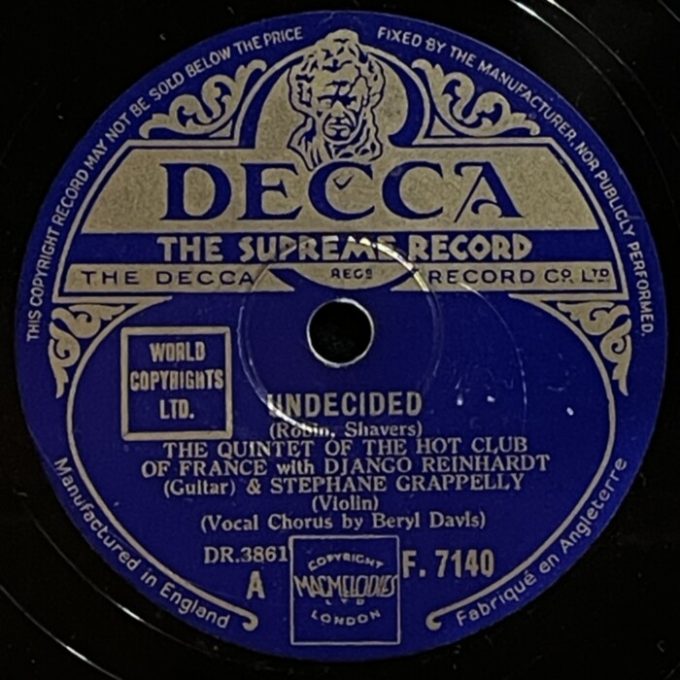 THIS COPYRIGHT RECORD MAY NOT BE SOLD BELOW THE PRICE FIXED BY THE MANUFACTURER, NOR PUBLICLY PERFORMED.
DECCA
THE SUPREME RECORD
THE DECCA REGD RECORD CO. LTD
WORLD
COPYRIGHTS
LTD.
UNDECIDED
(Robin, Shavers)
THE QUINTET OF THE HOT CLUB
OF FRANCE with DJANGO REINHARDT
(Guitar) & STEPHANE GRAPPELLY
(Violin)
(Vocal Chorus by Beryl Davis)
DR.3861
A
COPYRIGHT
MACMELODIES
LTD
LONDON
F. 7140
Manufactured in England
Fabriqué en Angleterre